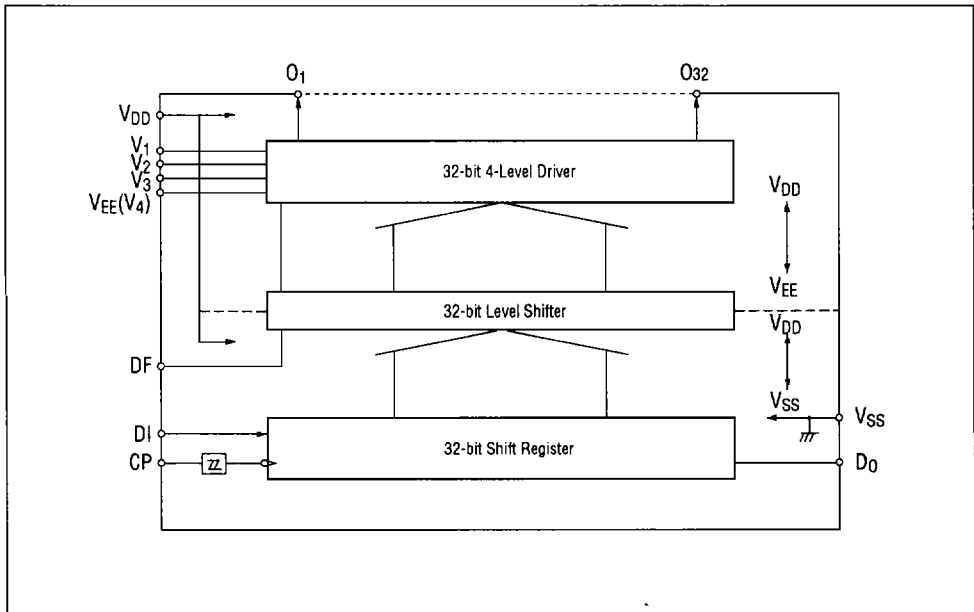 O1 O32
VDD
V1
V2
V3
VEE(V4)
32-bit 4-Level Driver
VDD
VEE
32-bit Level Shifter
VDD
DF
VSS
VSS
DI
32-bit Shift Register
CP
DO